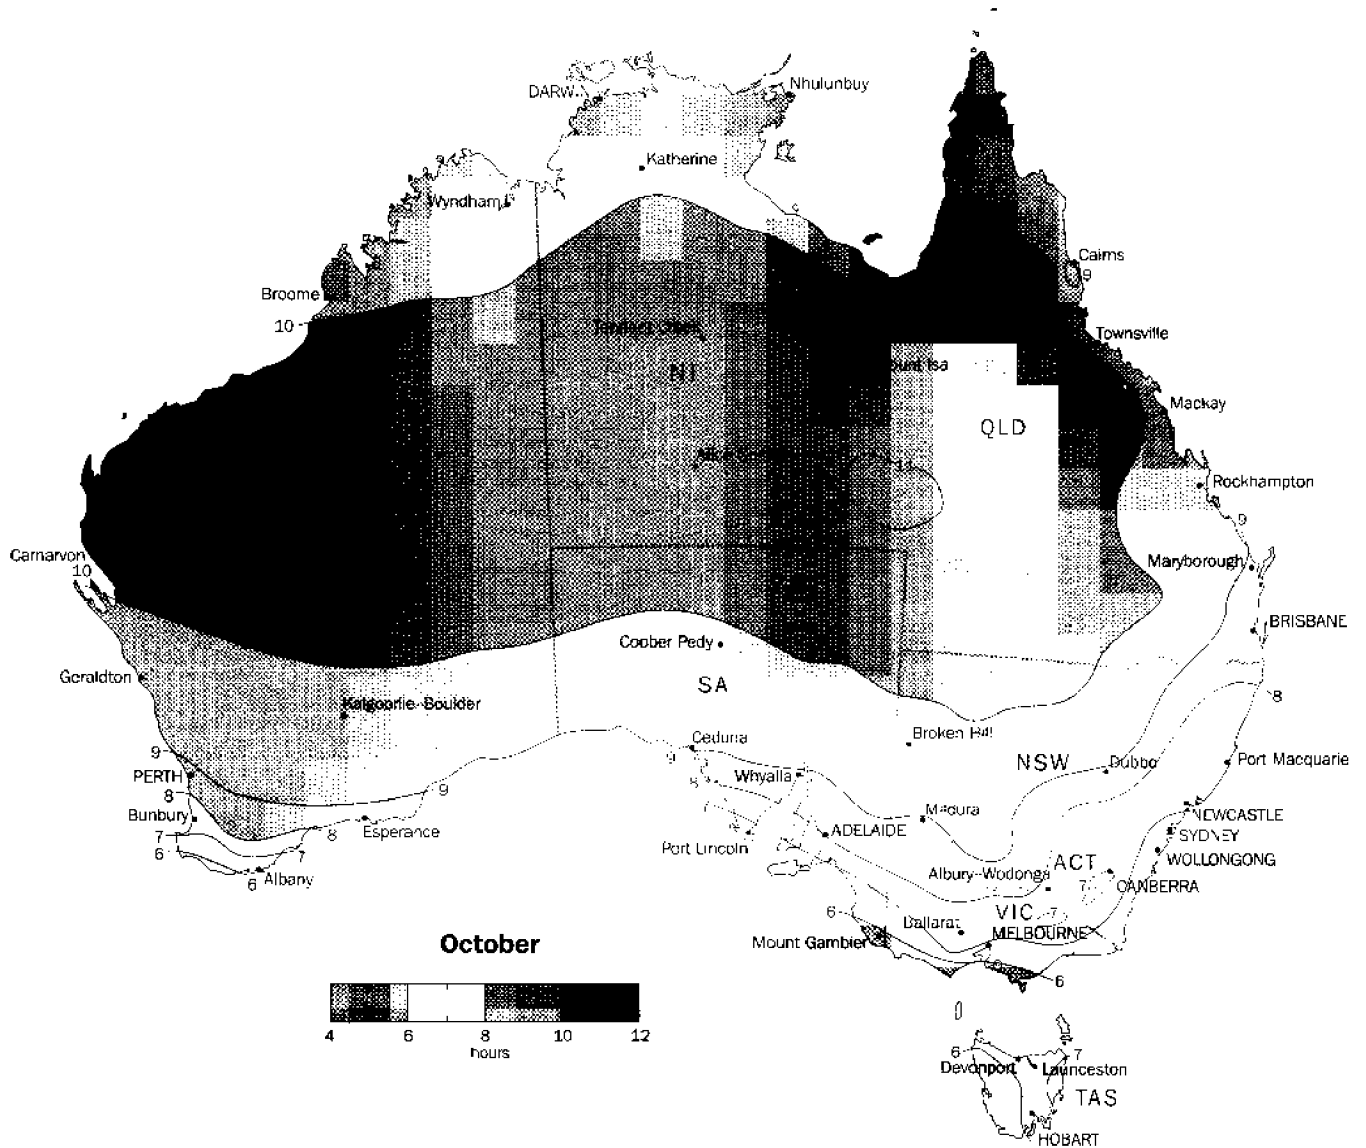 Nhulunbuy
Katherine
Wyndham
Cairns
9
Broome
10
Townsville
NT
QLD
Mackay
11
Rockhampton
9
Carnarvon
10
Maryborough
BRISBANE
Coober Pedy
Geraldton
SA
8
Kalgoorlie-Boulder
Broken Hill
Ceduna
NSW
Dubbo
Port Macquarie
9
9
PERTH
Whyalla
8
8
9
Bunbury
Esperance
NEWCASTLE
ADELAIDE
SYDNEY
7
8
Port Lincoln
WOLLONGONG
6
7
ACT
6
Albany
Albury-Wodonga
7
CANBERRA
6
VIC
7
Ballarat
MELBOURNE
Mount Gambier
October
6
4 6 8 10 12
hours
6
7
Devonport
Launceston
TAS
HOBART